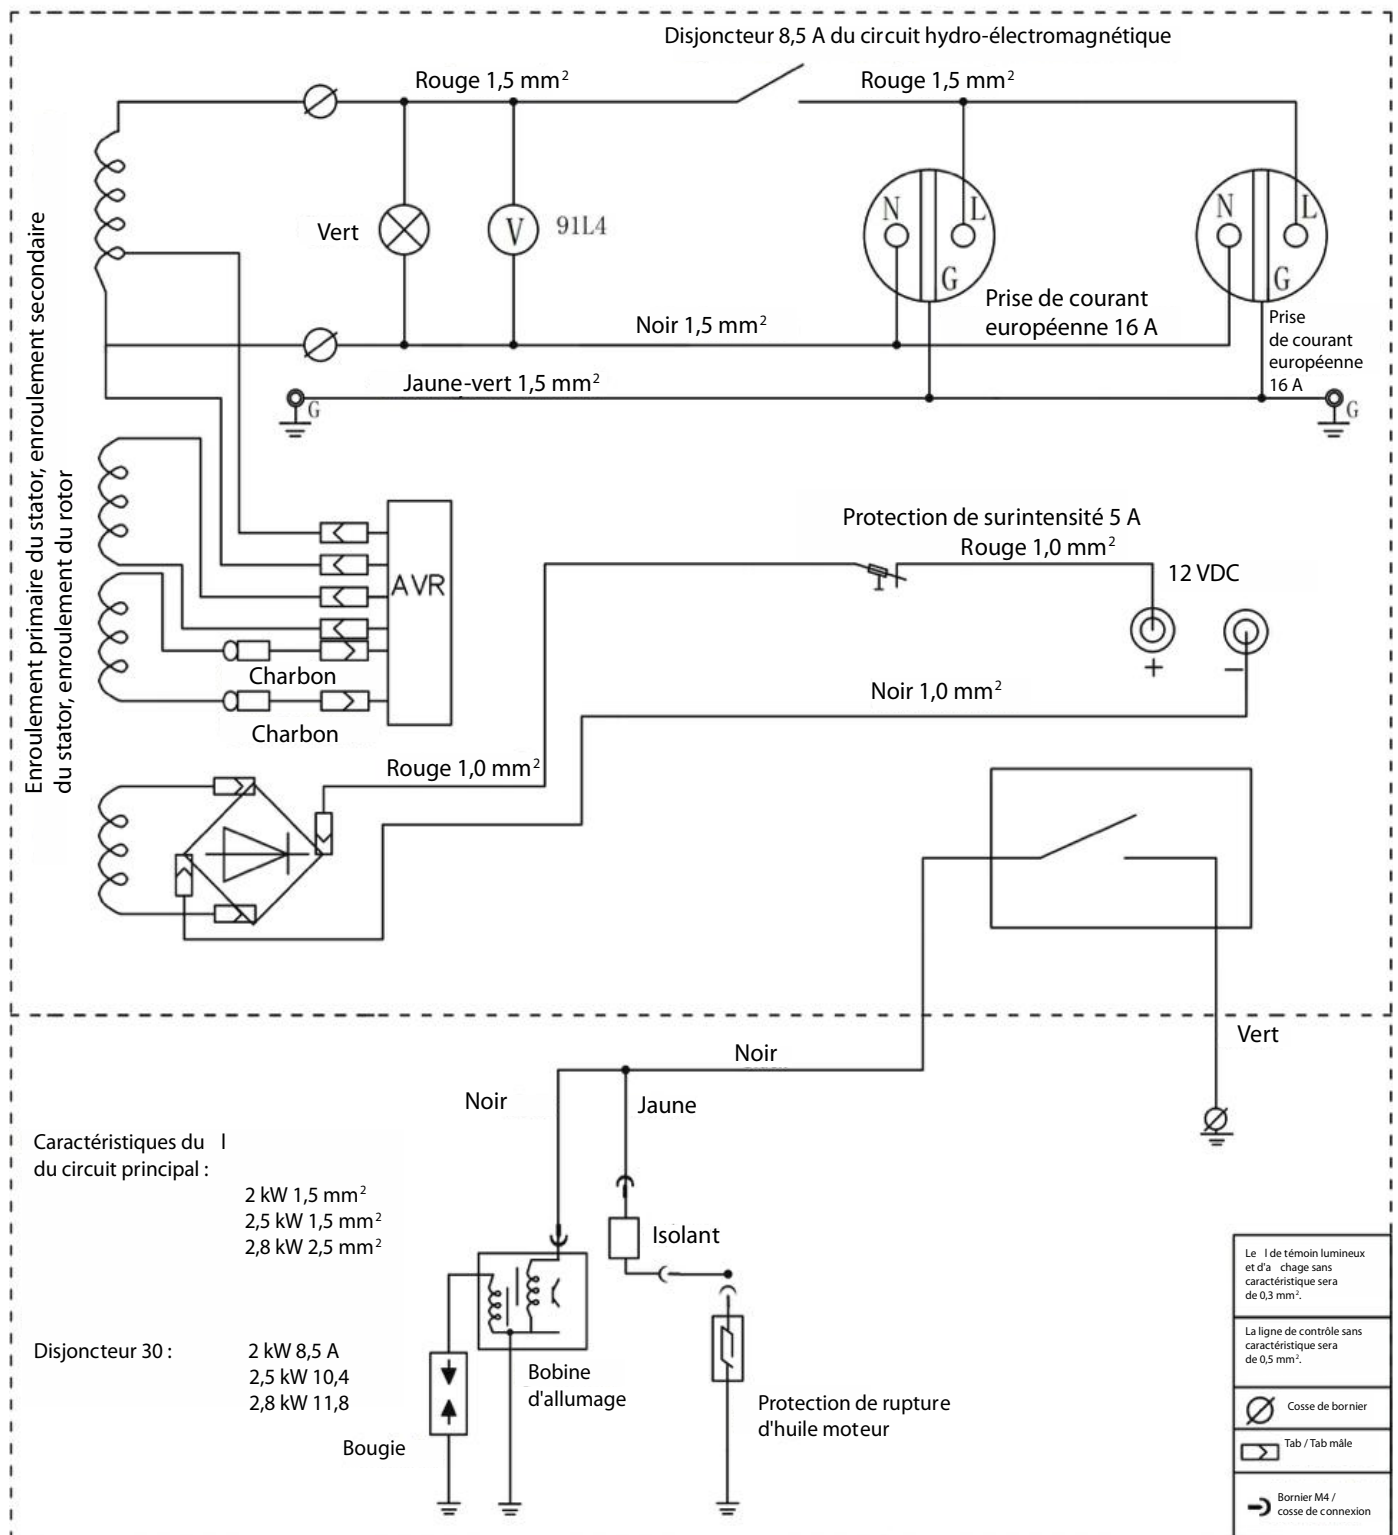 Disjoncteur 8,5 A du circuit hydro-électromagnétique
Rouge 1,5 mm²
Rouge 1,5 mm²
Enroulement primaire du stator, enroulement secondaire
du stator, enroulement du rotor
Vert
V
91L4
N
L
G
N
L
G
Prise de courant
européenne 16 A
Prise
de courant
européenne
16 A
Noir 1,5 mm²
Jaune-vert 1,5 mm²
G
G
AVR
Protection de surintensité 5 A
Rouge 1,0 mm²
12 VDC
+
−
Charbon
Charbon
Noir 1,0 mm²
Rouge 1,0 mm²
Vert
Noir
Noir
Jaune
Caractéristiques du l
du circuit principal :
2 kW 1,5 mm²
2,5 kW 1,5 mm²
2,8 kW 2,5 mm²
Isolant
Disjoncteur 30 :
2 kW 8,5 A
2,5 kW 10,4
2,8 kW 11,8
Bobine
d'allumage
Bougie
Protection de rupture
d'huile moteur
Le l de témoin lumineux
et d'a chage sans
caractéristique sera
de 0,3 mm².
La ligne de contrôle sans
caractéristique sera
de 0,5 mm².
Cosse de bornier
Tab / Tab mâle
Bornier M4 /
cosse de connexion